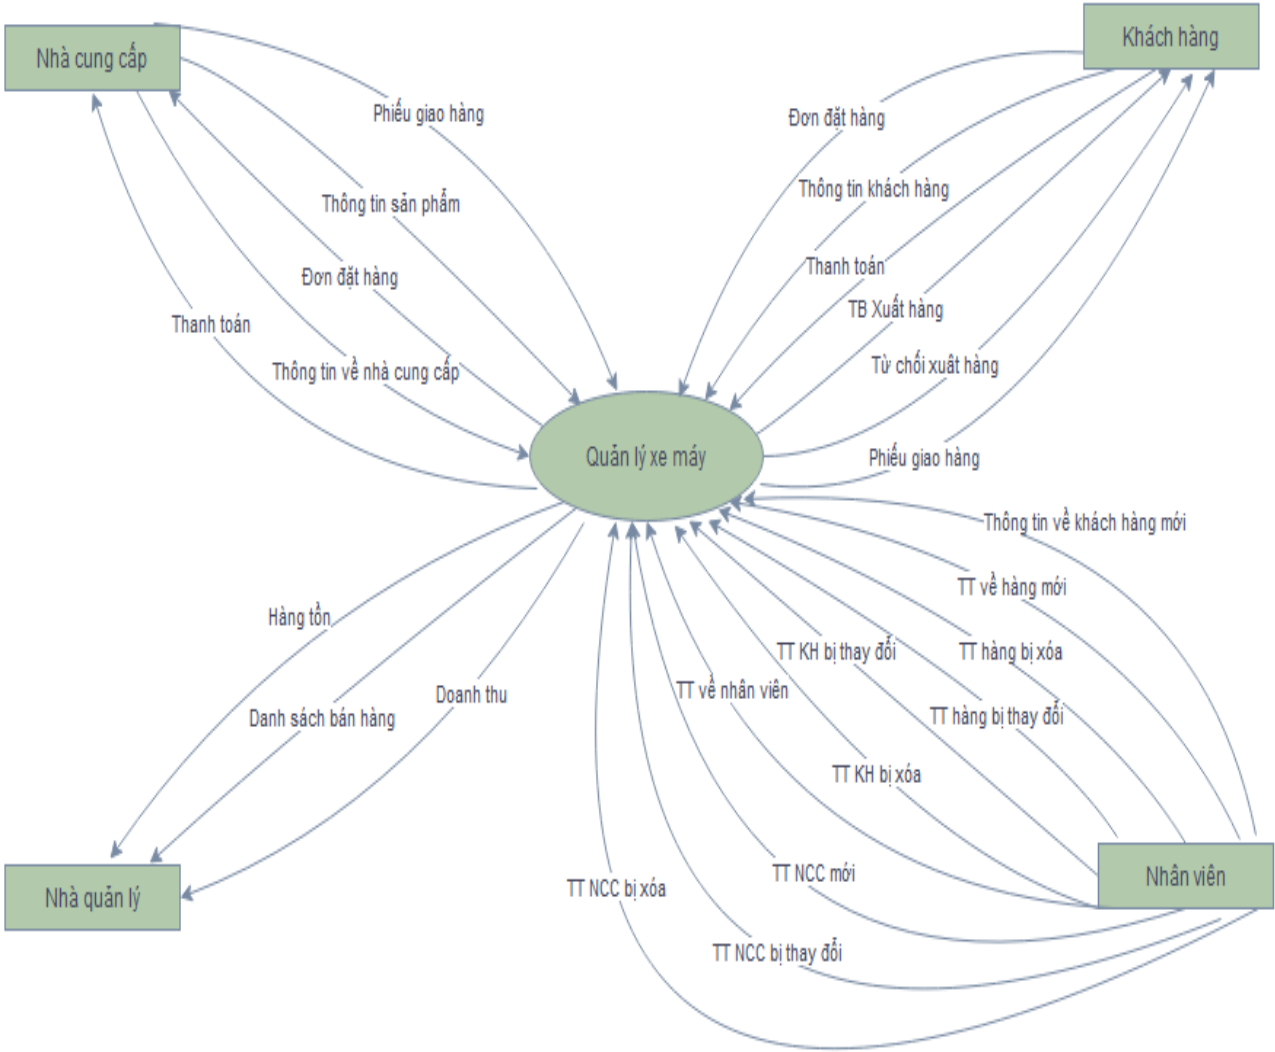 Nhà cung cấp
Khách hàng
Phiếu giao hàng
Đơn đặt hàng
Thông tin khách hàng
Thông tin sản phẩm
Thanh toán
Đơn đặt hàng
TB Xuất hàng
Thanh toán
Từ chối xuât hàng
Thông tin về nhà cung cấp
Quản lý xe máy
Phiếu giao hàng
Thông tin về khách hàng mới
TT về hàng mới
Hàng tồn
TT KH bị thay đổi
TT hàng bị xóa
TT về nhân viên
Doanh thu
Danh sách bán hàng
TT hàng bị thay đổi
TT KH bị xóa
TT NCC mới
Nhân viên
TT NCC bị xóa
Nhà quản lý
TT NCC bị thay đổi